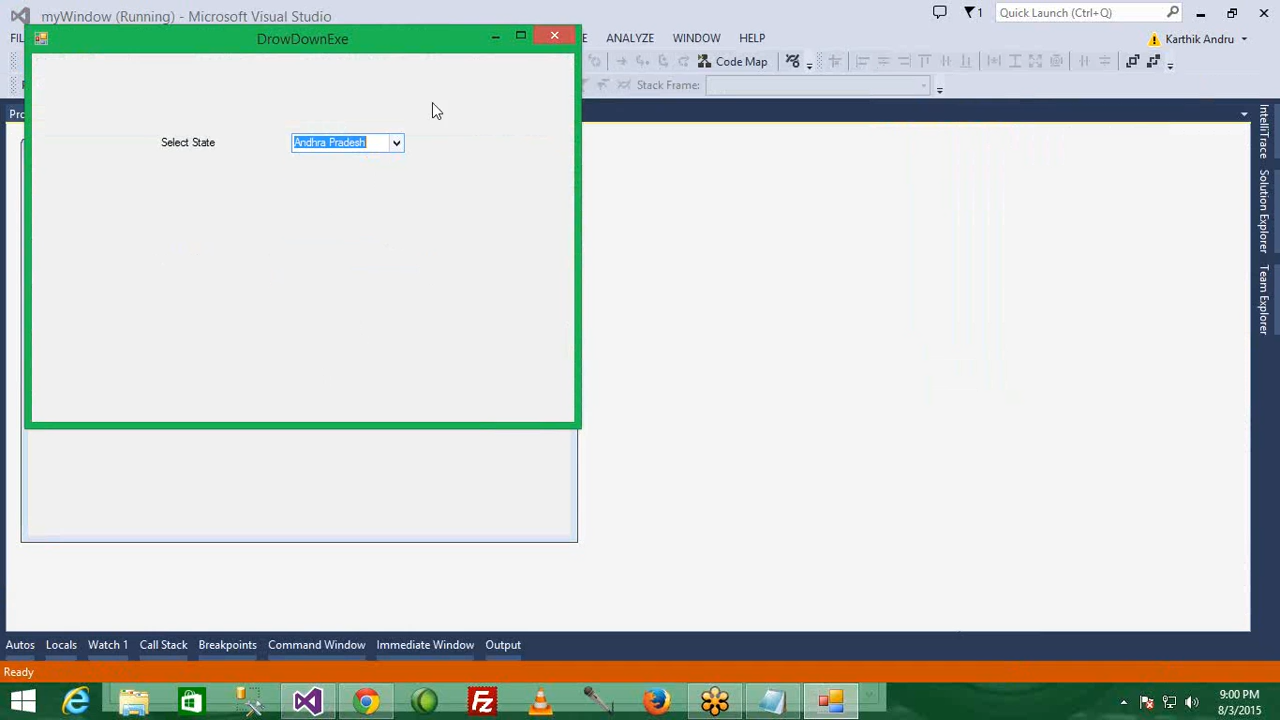 myWindow (Running) - Microsoft Visual Studio
1
Quick Launch (Ctrl+Q)
DrowDownExe
ANALYZE
WINDOW
HELP
Karthik Andru
Code Map
Stack Frame:
Select State
Andhra Pradesh
IntelliTrace
Solution Explorer
Team Explorer
Autos
Locals
Watch 1
Call Stack
Breakpoints
Command Window
Immediate Window
Output
Ready
9:00 PM
8/3/2015